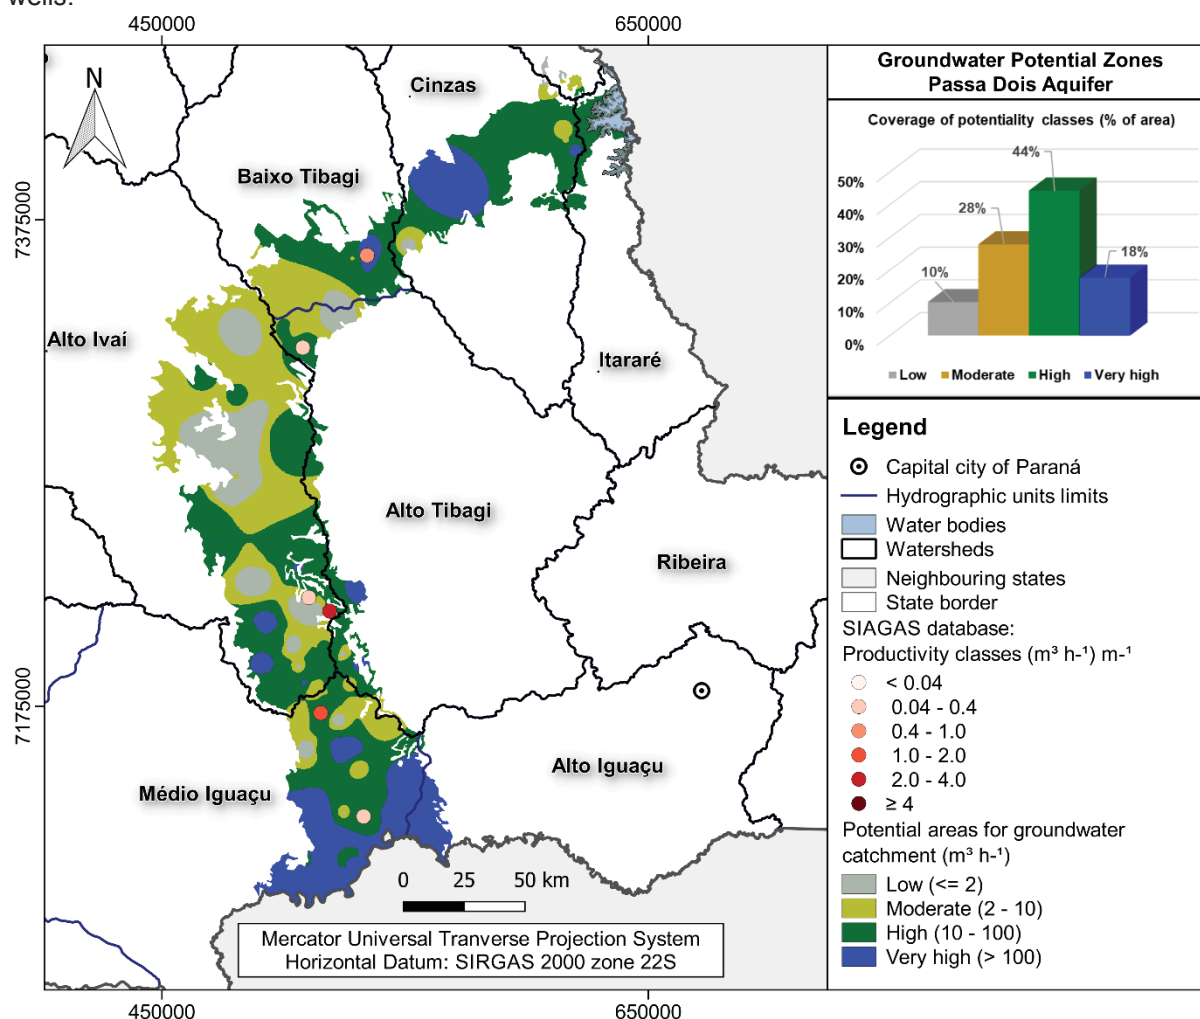 wells.
450000
650000
N
Cinzas
Baixo Tibagi
7375000
Alto Ivaí
Itararé
Alto Tibagi
Ribeira
7175000
Alto Iguaçu
Médio Iguaçu
0 25 50 km
Mercator Universal Tranverse Projection System
Horizontal Datum: SIRGAS 2000 zone 22S
450000
650000
Groundwater Potential Zones
Passa Dois Aquifer
Coverage of potentiality classes (% of area)
44%
50%
40%
28%
30%
18%
20%
10%
10%
0%
Low Moderate High Very high
Legend
Capital city of Paraná
Hydrographic units limits
Water bodies
Watersheds
Neighbouring states
State border
SIAGAS database:
Productivity classes (m³ h-¹) m-¹
< 0.04
0.04 - 0.4
0.4 - 1.0
1.0 - 2.0
2.0 - 4.0
≥ 4
Potential areas for groundwater
catchment (m³ h-¹)
Low (<= 2)
Moderate (2 - 10)
High (10 - 100)
Very high (> 100)